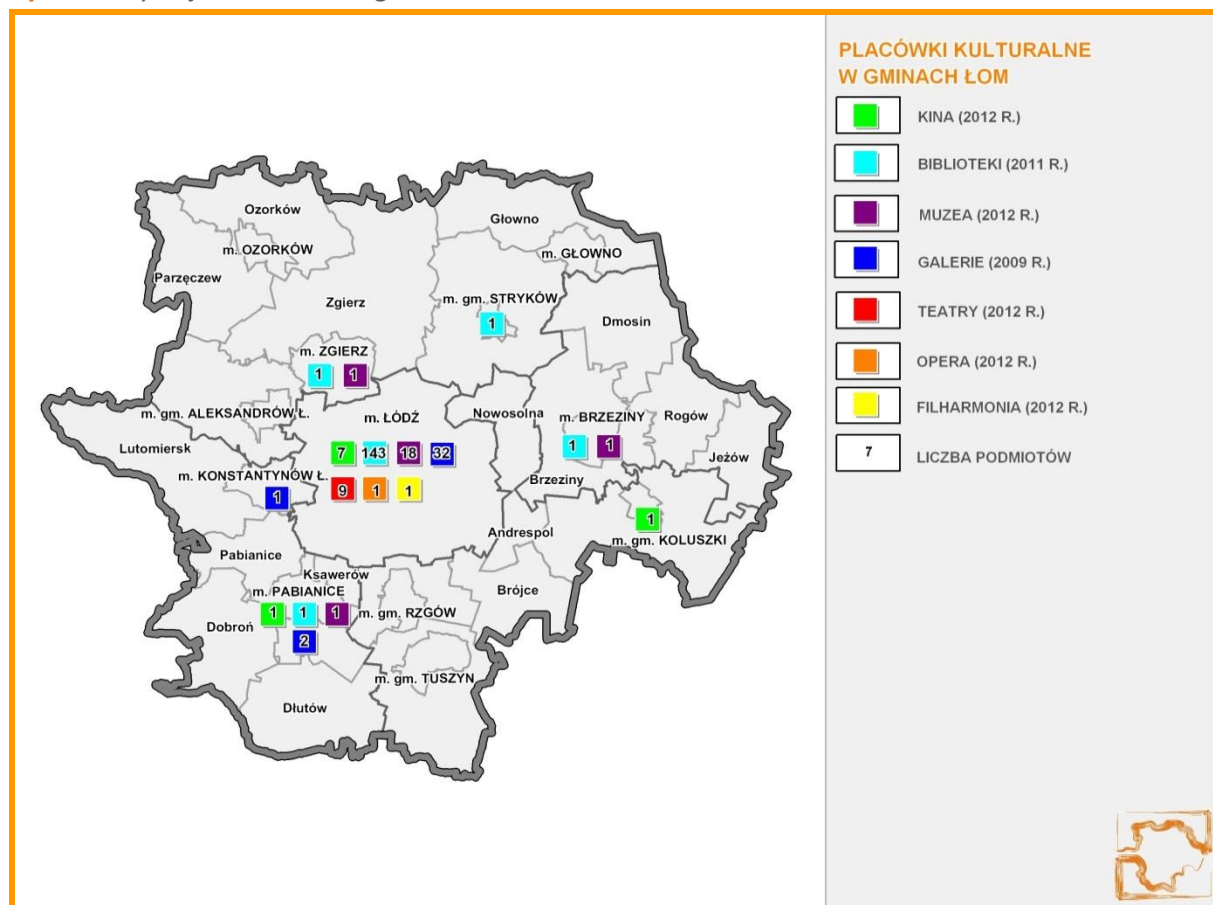 PLACÓWKI KULTURALNE
W GMINACH ŁOM
KINA (2012 R.)
BIBLIOTEKI (2011 R.)
MUZEA (2012 R.)
GALERIE (2009 R.)
TEATRY (2012 R.)
OPERA (2012 R.)
FILHARMONIA (2012 R.)
7 LICZBA PODMIOTÓW
Ozorków
Głowno
m. OZORKÓW
m. GŁOWNO
Parzęczew
Zgierz
m. gm. STRYKÓW
1
Dmosin
m. ZGIERZ
1 1
m. gm. ALEKSANDRÓW Ł.
m. ŁÓDŹ
Nowosolna
m. BRZEZINY
Rogów
Lutomiersk
7 143 18 32
1 1
Jeżów
m. KONSTANTYNÓW Ł.
1
9 1 1
Brzeziny
1
m. gm. KOLUSZKI
Andrespol
Pabianice
Ksawerów
m. PABIANICE
Brójce
1 1 1
m. gm. RZGÓW
Dobroń
2
m. gm. TUSZYN
Dłutów